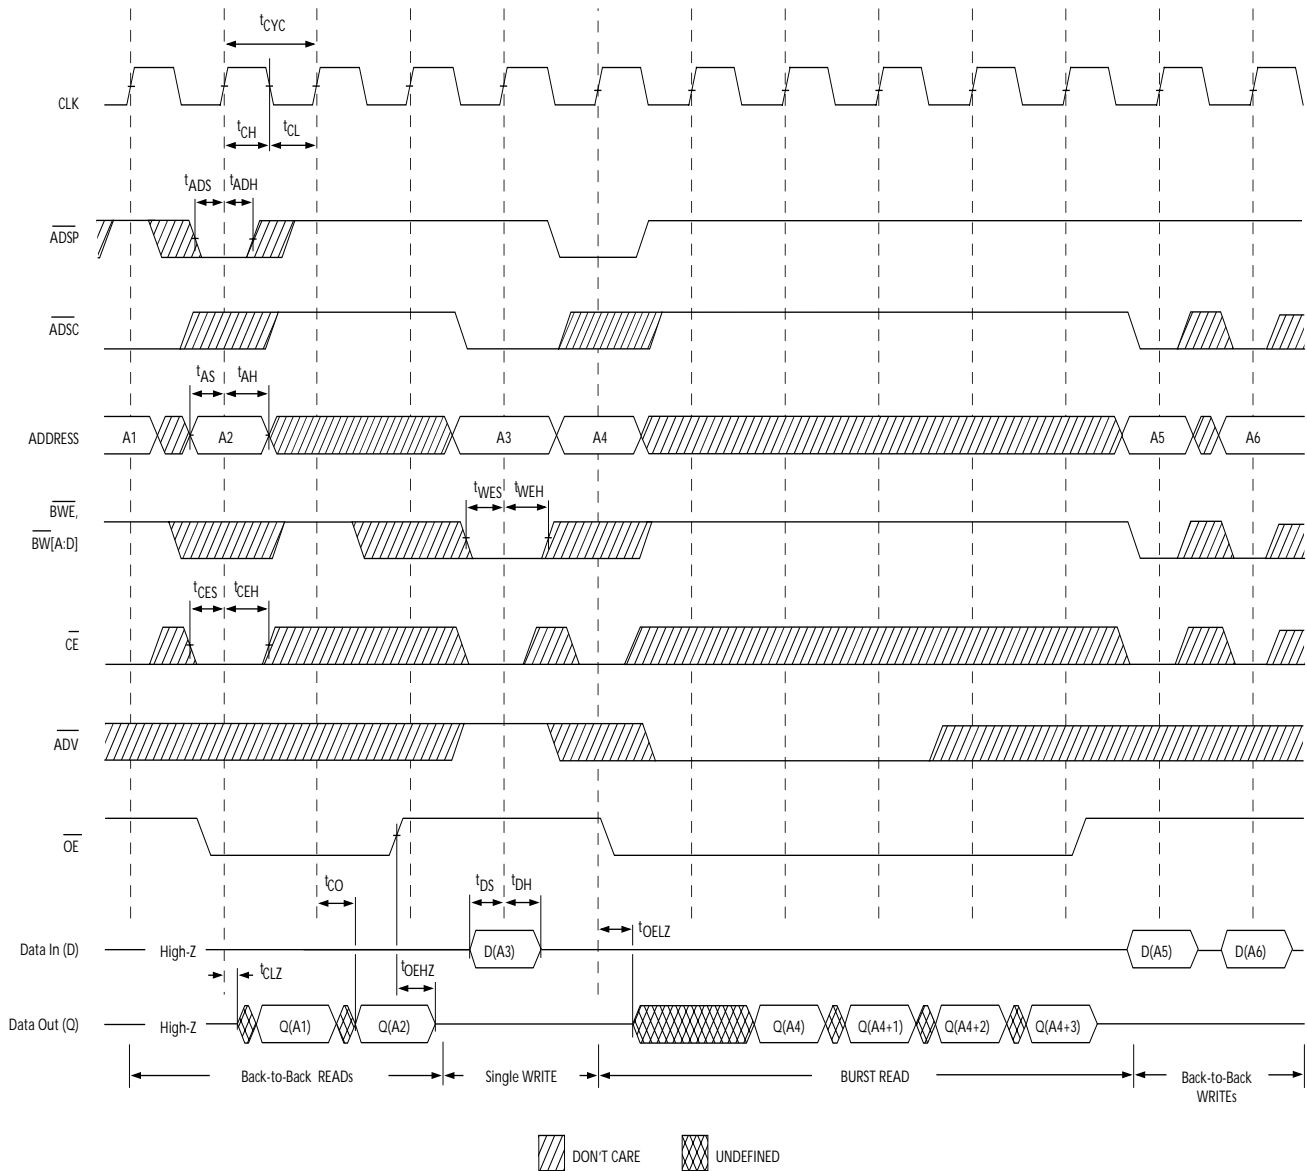 tCYC
CLK
tCH
tCL
tADS
tADH
ADSP
ADSC
tAS
tAH
ADDRESS
A1
A2
A3
A4
A5
A6
tWES
tWEH
BWE,
BW[A:D]
tCES
tCEH
CE
ADV
OE
tCO
tDS
tDH
tOELZ
Data In (D)
High-Z
D(A3)
D(A5)
D(A6)
tCLZ
tOEHZ
Data Out (Q)
High-Z
Q(A1)
Q(A2)
Q(A4)
Q(A4+1)
Q(A4+2)
Q(A4+3)
Back-to-Back READs
Single WRITE
BURST READ
Back-to-Back
WRITEs
DON'T CARE
UNDEFINED